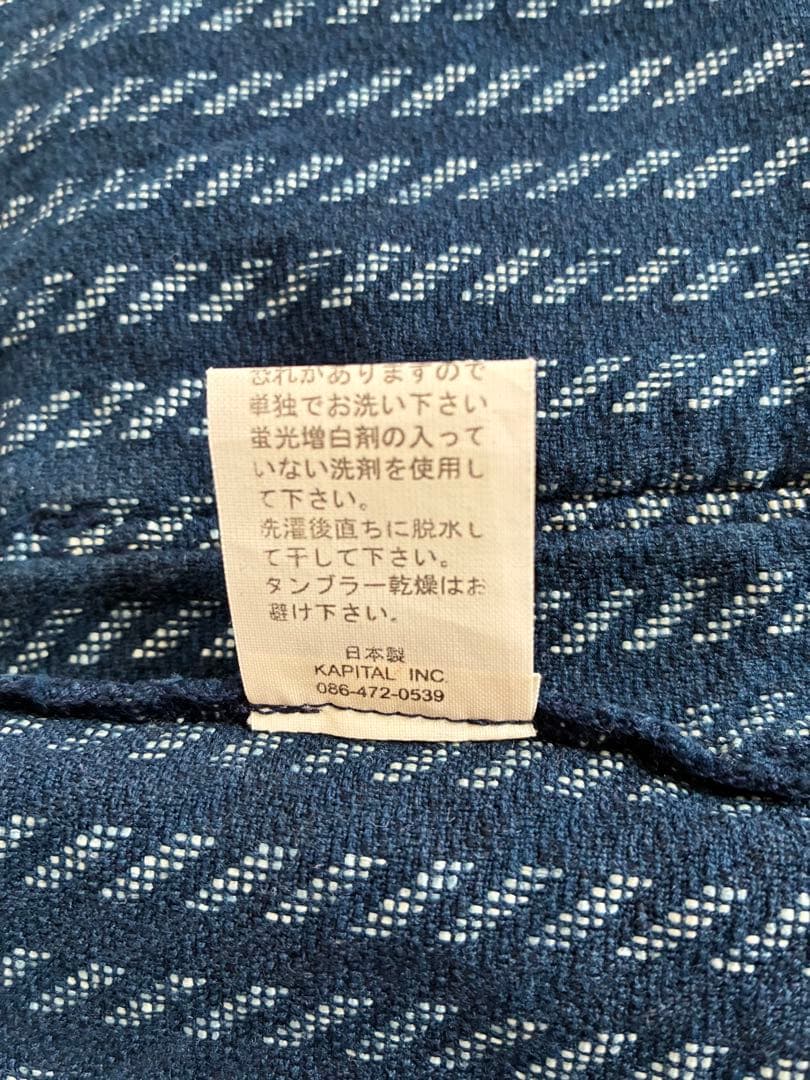 恐れがありますので
単独でお洗い下さい
蛍光増白剤の入って
いない洗剤を使用し
て下さい。
洗濯後直ちに脱水し
て干して下さい。
タンブラー乾燥はお
避け下さい。
日本製
KAPITAL INC.
086-472-0539